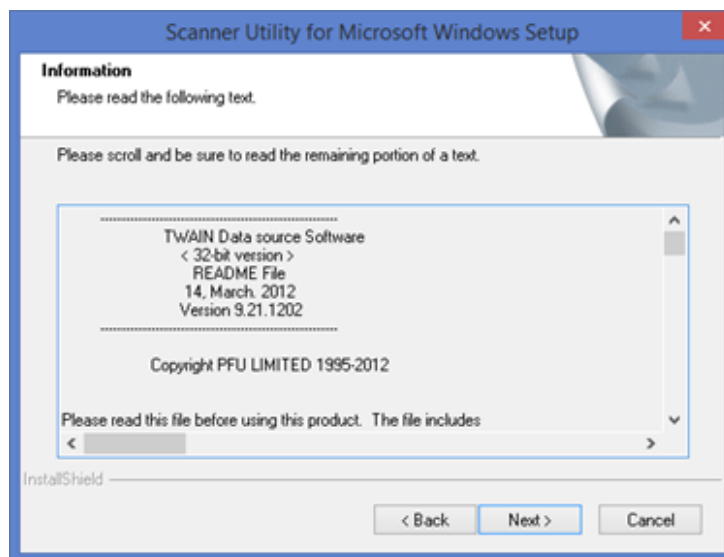 Scanner Utility for Microsoft Windows Setup
Information
Please read the following text.
Please scroll and be sure to read the remaining portion of a text.
--------------------------------------------------------
TWAIN Data source Software
< 32-bit version >
README File
14, March. 2012
Version 9.21.1202
--------------------------------------------------------
Copyright PFU LIMITED 1995-2012
Please read this file before using this product.  The file includes
InstallShield
< Back
Next >
Cancel